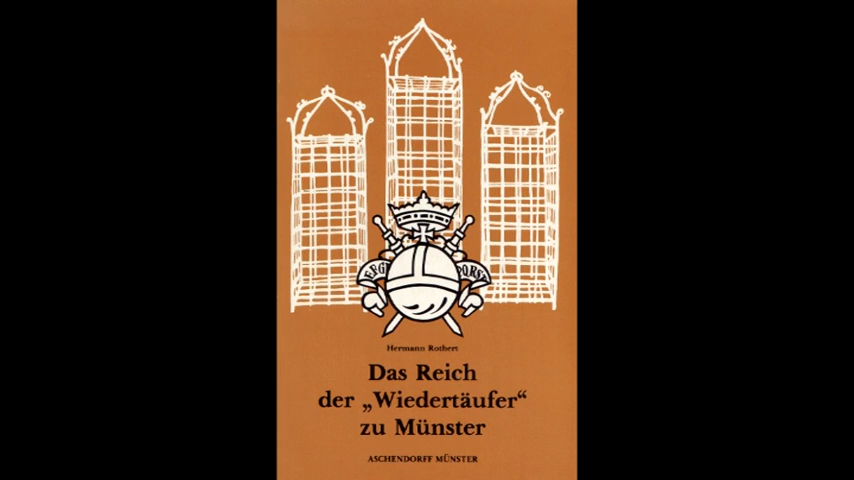 Hermann Rothert
Das Reich
der „Wiedertäufer“
zu Münster
ASCHENDORFF MÜNSTER